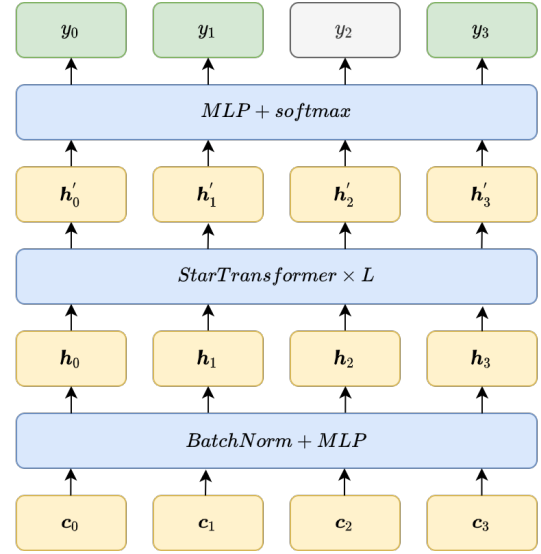 y₀ y₁ y₂ y₃
MLP + softmax
h′₀ h′₁ h′₂ h′₃
StarTransformer × L
h₀ h₁ h₂ h₃
BatchNorm + MLP
c₀ c₁ c₂ c₃